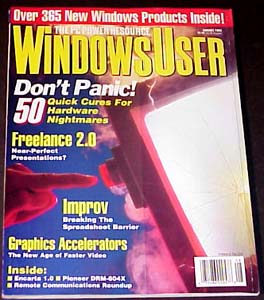 Over 365 New Windows Products Inside!
THE PC POWER RESOURCE
WINDOWSUSER
Don't Panic!
50 Quick Cures For
Hardware
Nightmares
Freelance 2.0
Near-Perfect
Presentations?
Improv
Breaking The
Spreadsheet Barrier
Graphics Accelerators
The New Age of Faster Video
Inside:
■ Encarta 1.0 ■ Pioneer DRM-604X
■ Remote Communications Roundup